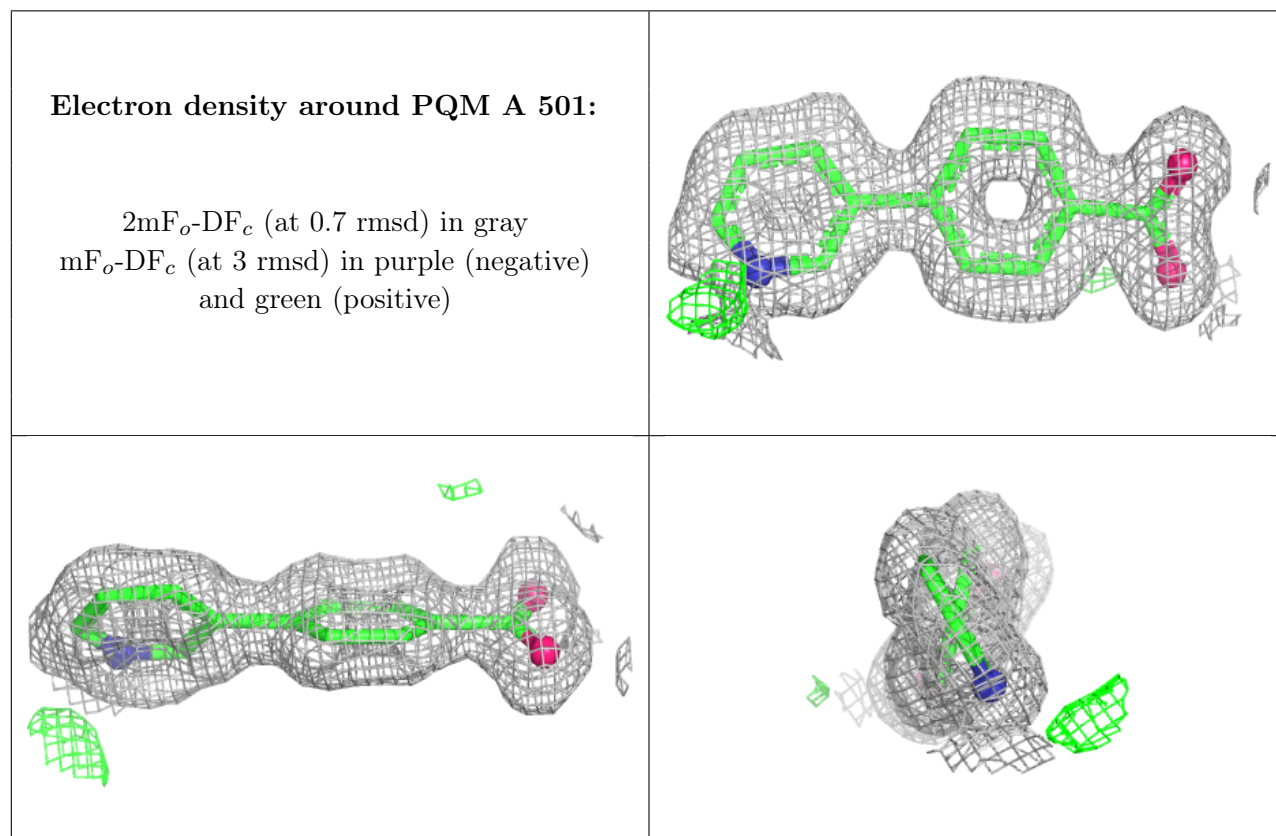 Electron density around PQM A 501:
2mFo-DFc (at 0.7 rmsd) in gray
mFo-DFc (at 3 rmsd) in purple (negative)
and green (positive)